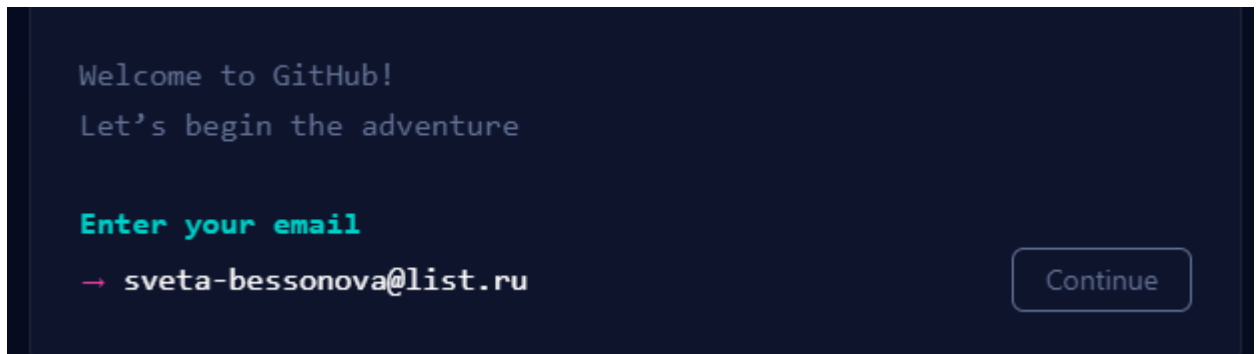 Welcome to GitHub!
Let’s begin the adventure
Enter your email
→ sveta-bessonova@list.ru
Continue